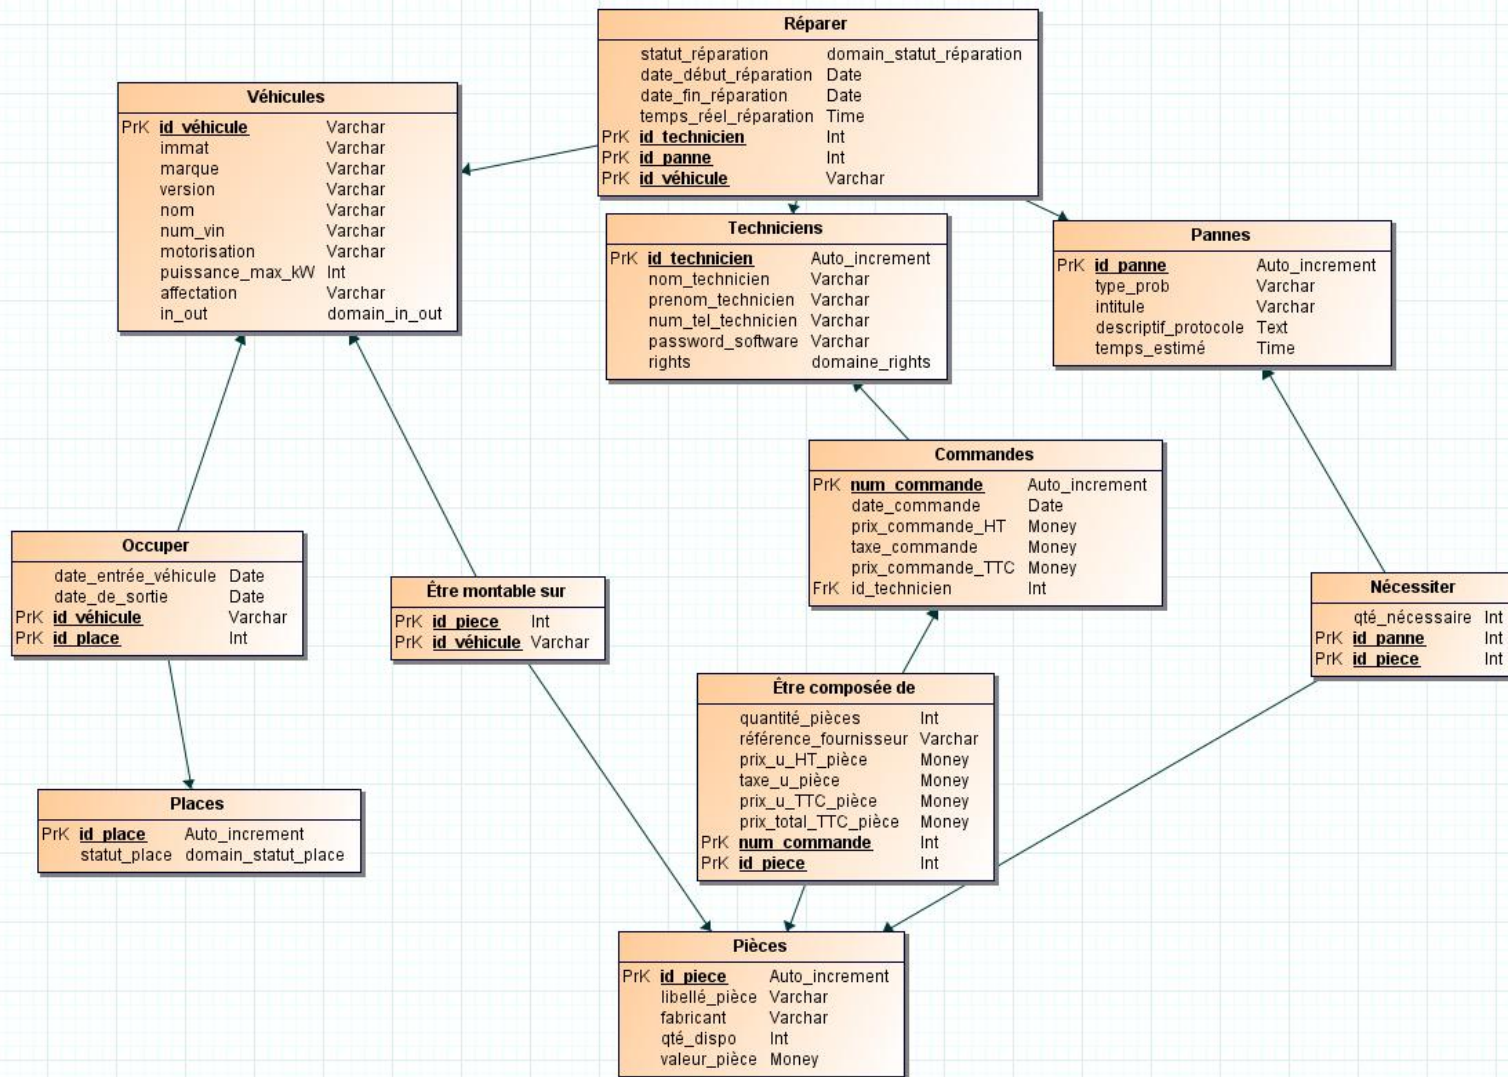 Réparer
statut_réparation domain_statut_réparation
date_début_réparation Date
date_fin_réparation Date
temps_réel_réparation Time
PrK id_technicien Int
PrK id_panne Int
PrK id_véhicule Varchar
Véhicules
PrK id_véhicule Varchar
immat Varchar
marque Varchar
version Varchar
nom Varchar
num_vin Varchar
motorisation Varchar
puissance_max_kW Int
affectation Varchar
in_out domain_in_out
Techniciens
PrK id_technicien Auto_increment
nom_technicien Varchar
prenom_technicien Varchar
num_tel_technicien Varchar
password_software Varchar
rights domaine_rights
Pannes
PrK id_panne Auto_increment
type_prob Varchar
intitule Varchar
descriptif_protocole Text
temps_estimé Time
Commandes
PrK num_commande Auto_increment
date_commande Date
prix_commande_HT Money
taxe_commande Money
prix_commande_TTC Money
FrK id_technicien Int
Occuper
date_entrée_véhicule Date
date_de_sortie Date
PrK id_véhicule Varchar
PrK id_place Int
Être montable sur
PrK id_piece Int
PrK id_véhicule Varchar
Nécessiter
qté_nécessaire Int
PrK id_panne Int
PrK id_piece Int
Être composée de
quantité_pièces Int
référence_fournisseur Varchar
prix_u_HT_pièce Money
taxe_u_pièce Money
prix_u_TTC_pièce Money
prix_total_TTC_pièce Money
PrK num_commande Int
PrK id_piece Int
Places
PrK id_place Auto_increment
statut_place domain_statut_place
Pièces
PrK id_piece Auto_increment
libellé_pièce Varchar
fabricant Varchar
qté_dispo Int
valeur_pièce Money